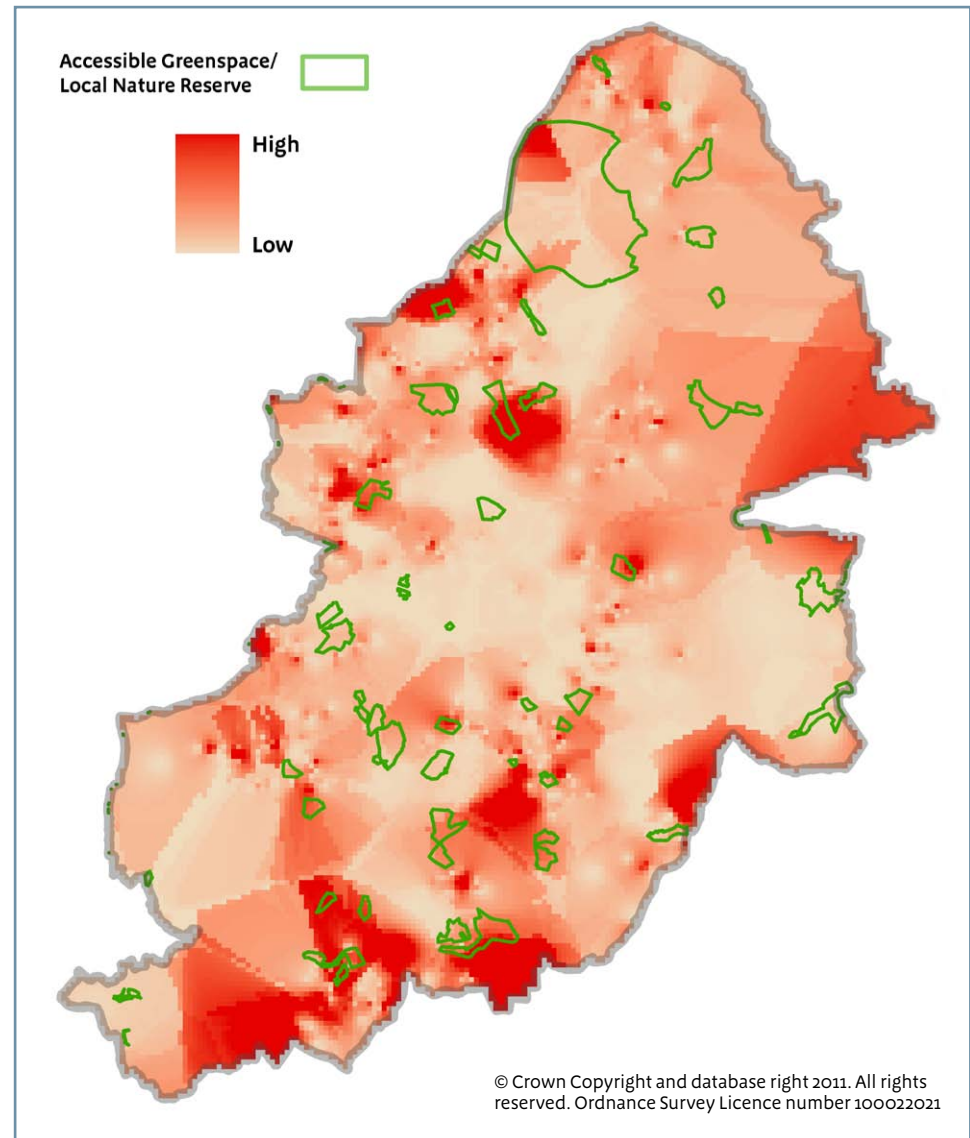 Accessible Greenspace/
Local Nature Reserve
High
Low
© Crown Copyright and database right 2011. All rights
reserved. Ordnance Survey Licence number 100022021